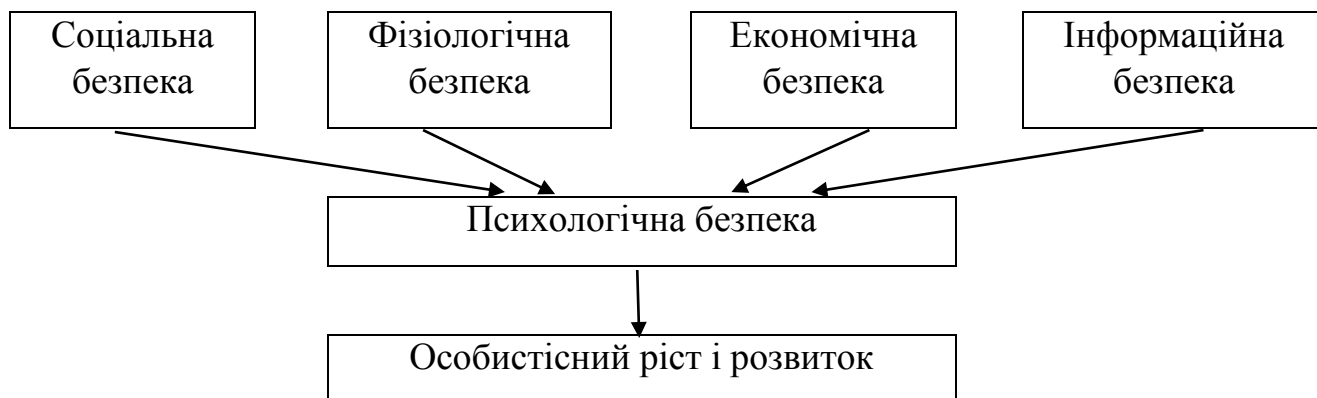 Соціальна
безпека
Фізіологічна
безпека
Економічна
безпека
Інформаційна
безпека
Психологічна безпека
Особистісний ріст і розвиток